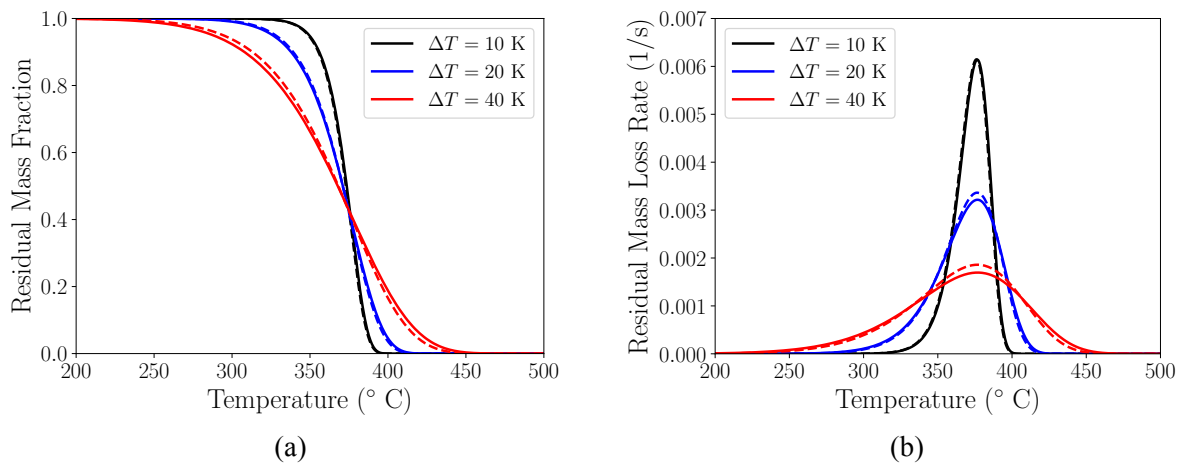 1.0
0.8
0.6
0.4
0.2
0.0
200 250 300 350 400 450 500
Residual Mass Fraction
Temperature (° C)
ΔT = 10 K
ΔT = 20 K
ΔT = 40 K
(a)
0.007
0.006
0.005
0.004
0.003
0.002
0.001
0.000
200 250 300 350 400 450 500
Residual Mass Loss Rate (1/s)
Temperature (° C)
ΔT = 10 K
ΔT = 20 K
ΔT = 40 K
(b)